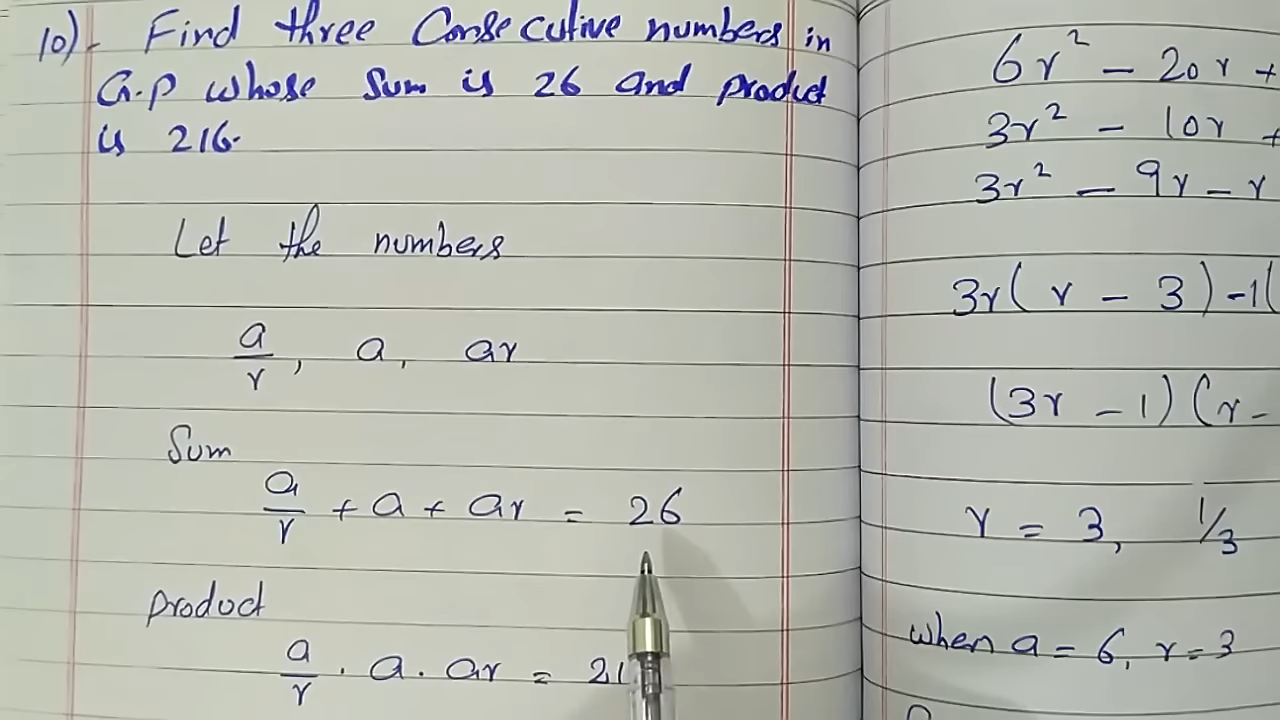 10) Find three Consecutive numbers in
G.P whose Sum is 26 and product
is 216.
Let the numbers
a/r, a, ar
Sum
a/r + a + ar = 26
product
a/r . a . ar = 21
6r² - 20r +
3r² - 10r +
3r² - 9r - r
3r( r - 3 ) -1(
(3r - 1) (r -
r = 3, 1/3
when a = 6, r = 3